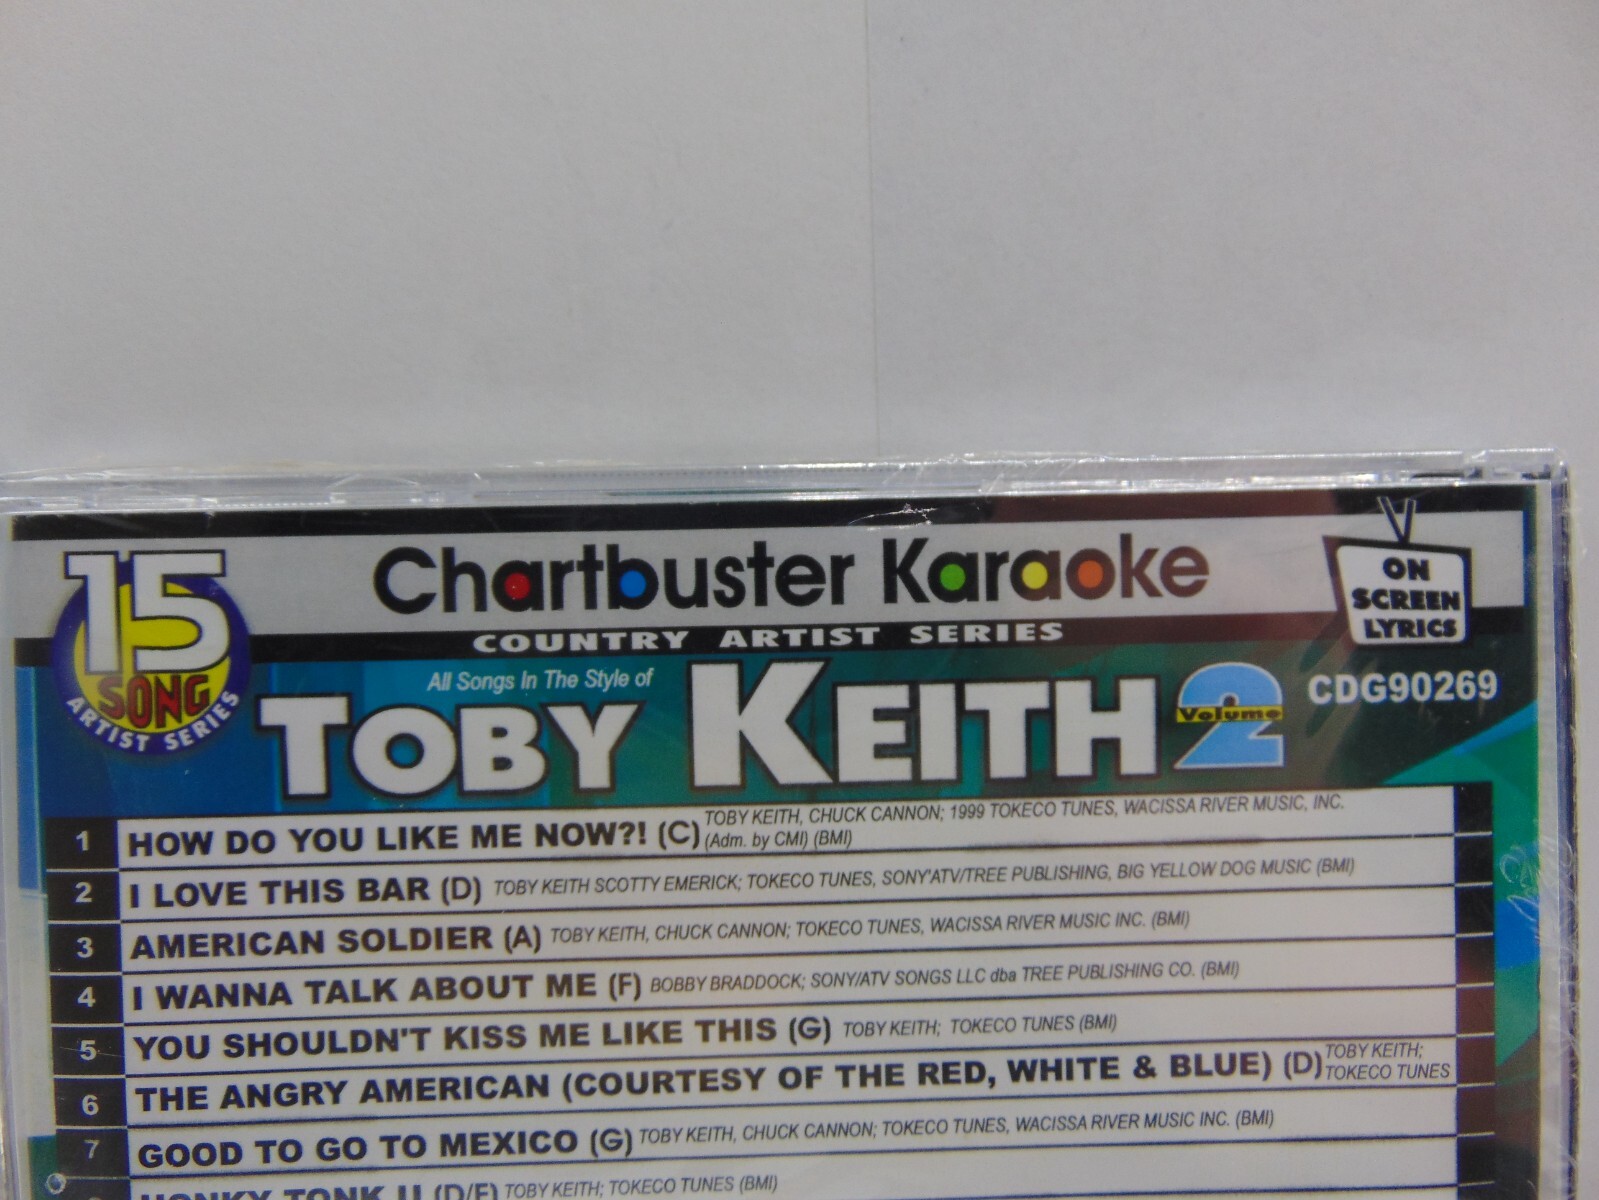 15
SONG
ARTIST SERIES
Chartbuster Karaoke
COUNTRY ARTIST SERIES
ON
SCREEN
LYRICS
All Songs In The Style of
TOBY KEITH
2
Volume
CDG90269
1 HOW DO YOU LIKE ME NOW?! (C) TOBY KEITH, CHUCK CANNON; 1999 TOKECO TUNES, WACISSA RIVER MUSIC, INC.
(Adm. by CMI) (BMI)
2 I LOVE THIS BAR (D) TOBY KEITH SCOTTY EMERICK; TOKECO TUNES, SONY'ATV/TREE PUBLISHING, BIG YELLOW DOG MUSIC (BMI)
3 AMERICAN SOLDIER (A) TOBY KEITH, CHUCK CANNON; TOKECO TUNES, WACISSA RIVER MUSIC INC. (BMI)
4 I WANNA TALK ABOUT ME (F) BOBBY BRADDOCK; SONY/ATV SONGS LLC dba TREE PUBLISHING CO. (BMI)
5 YOU SHOULDN'T KISS ME LIKE THIS (G) TOBY KEITH; TOKECO TUNES (BMI)
6 THE ANGRY AMERICAN (COURTESY OF THE RED, WHITE & BLUE) (D) TOBY KEITH;
TOKECO TUNES
7 GOOD TO GO TO MEXICO (G) TOBY KEITH, CHUCK CANNON; TOKECO TUNES, WACISSA RIVER MUSIC INC. (BMI)
HONKY TONK U (D/E) TOBY KEITH; TOKECO TUNES (BMI)